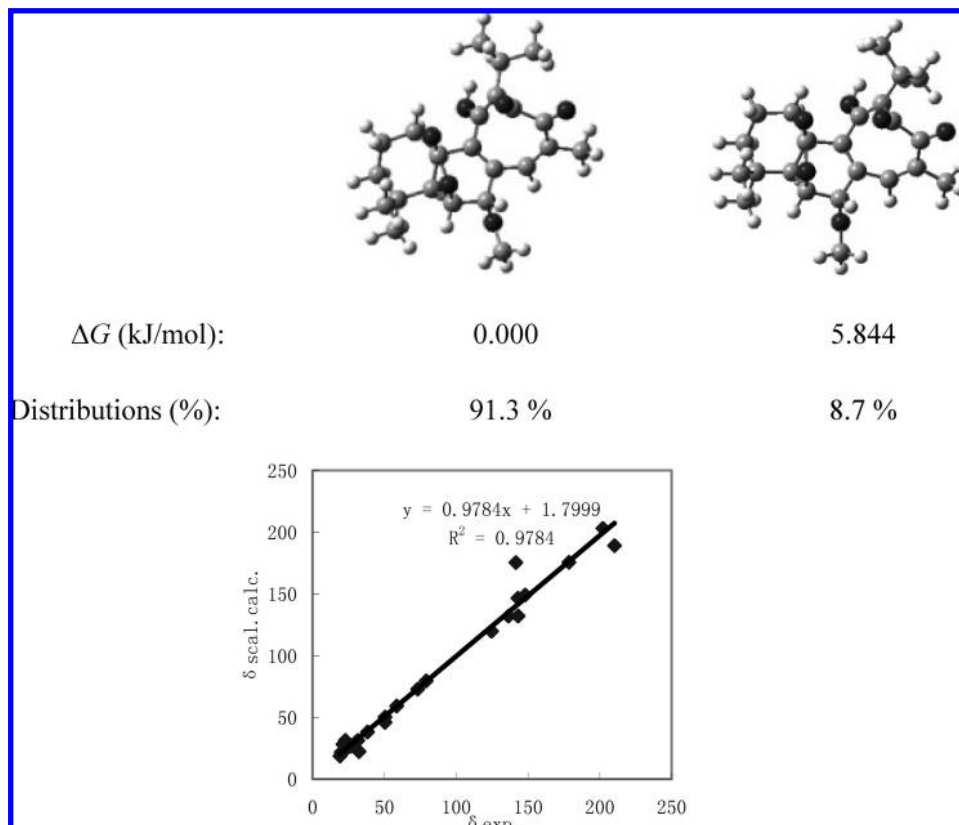 ΔG (kJ/mol): 0.000 5.844
Distributions (%): 91.3 % 8.7 %
250
y = 0.9784x + 1.7999
R² = 0.9784
200
150
δ scal. calc.
100
50
0
0 50 100 150 200 250
δ exp